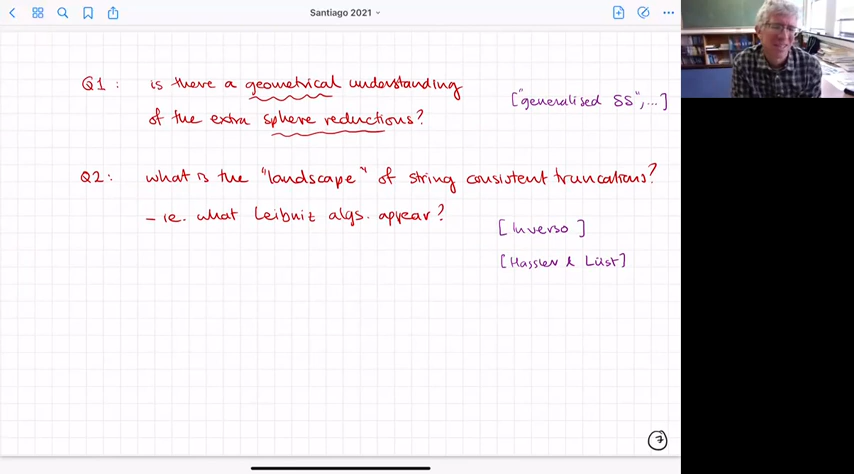 Santiago 2021
Q1: is there a geometrical understanding
of the extra sphere reductions?
["generalised SS",...]
Q2: what is the "landscape" of string consistent truncations?
- ie. what Leibniz algs. appear?
[Inverso]
[Hassler & Lüst]
7